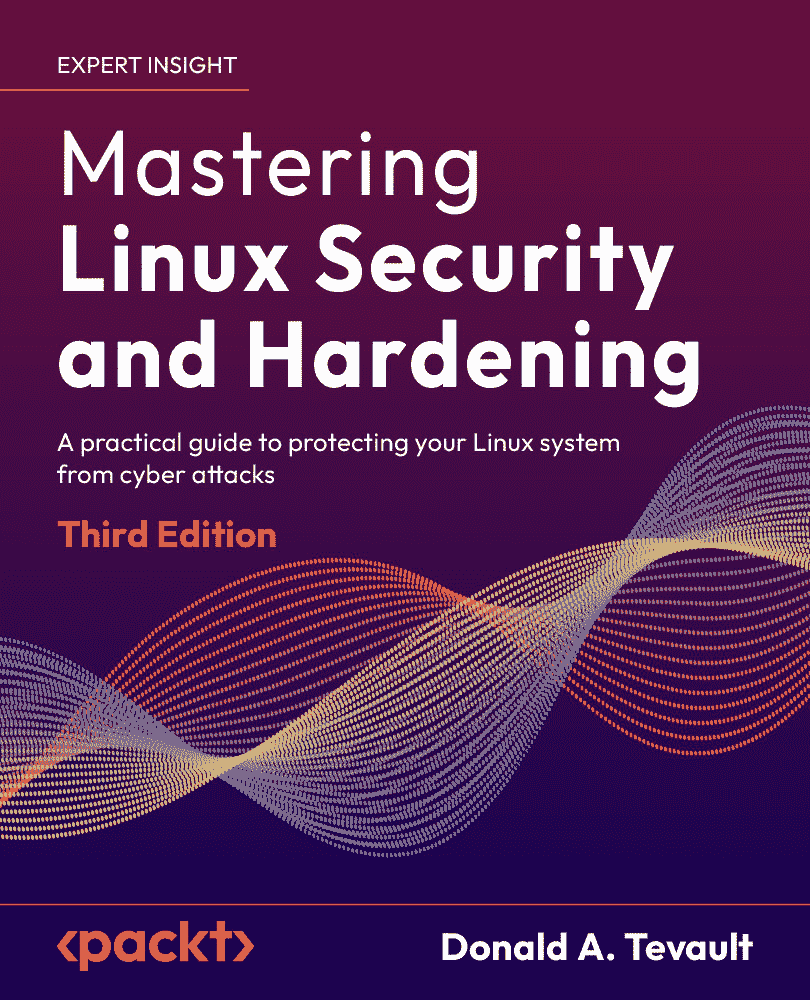 EXPERT INSIGHT
Mastering
Linux Security
and Hardening
A practical guide to protecting your Linux system
from cyber attacks
Third Edition
<packt>
Donald A. Tevault